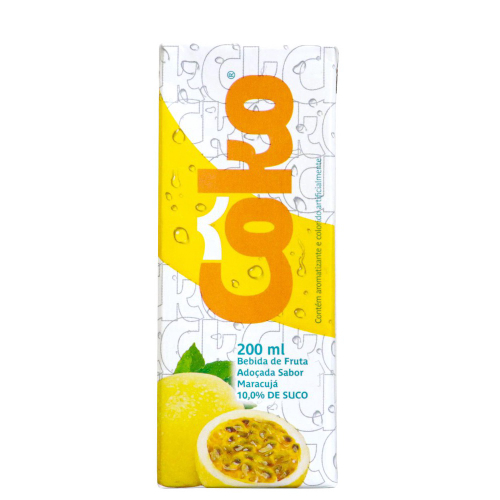 Coko®
Contém aromatizante e colorido artificialmente.
200 ml
Bebida de Fruta
Adoçada Sabor
Maracujá
10,0% DE SUCO